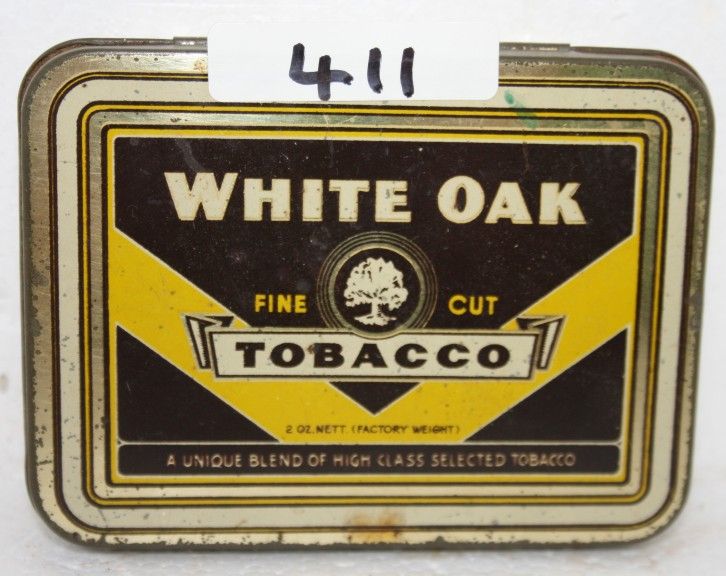 411
WHITE OAK
FINE CUT
TOBACCO
2 OZ. NETT. (FACTORY WEIGHT)
A UNIQUE BLEND OF HIGH CLASS SELECTED TOBACCO